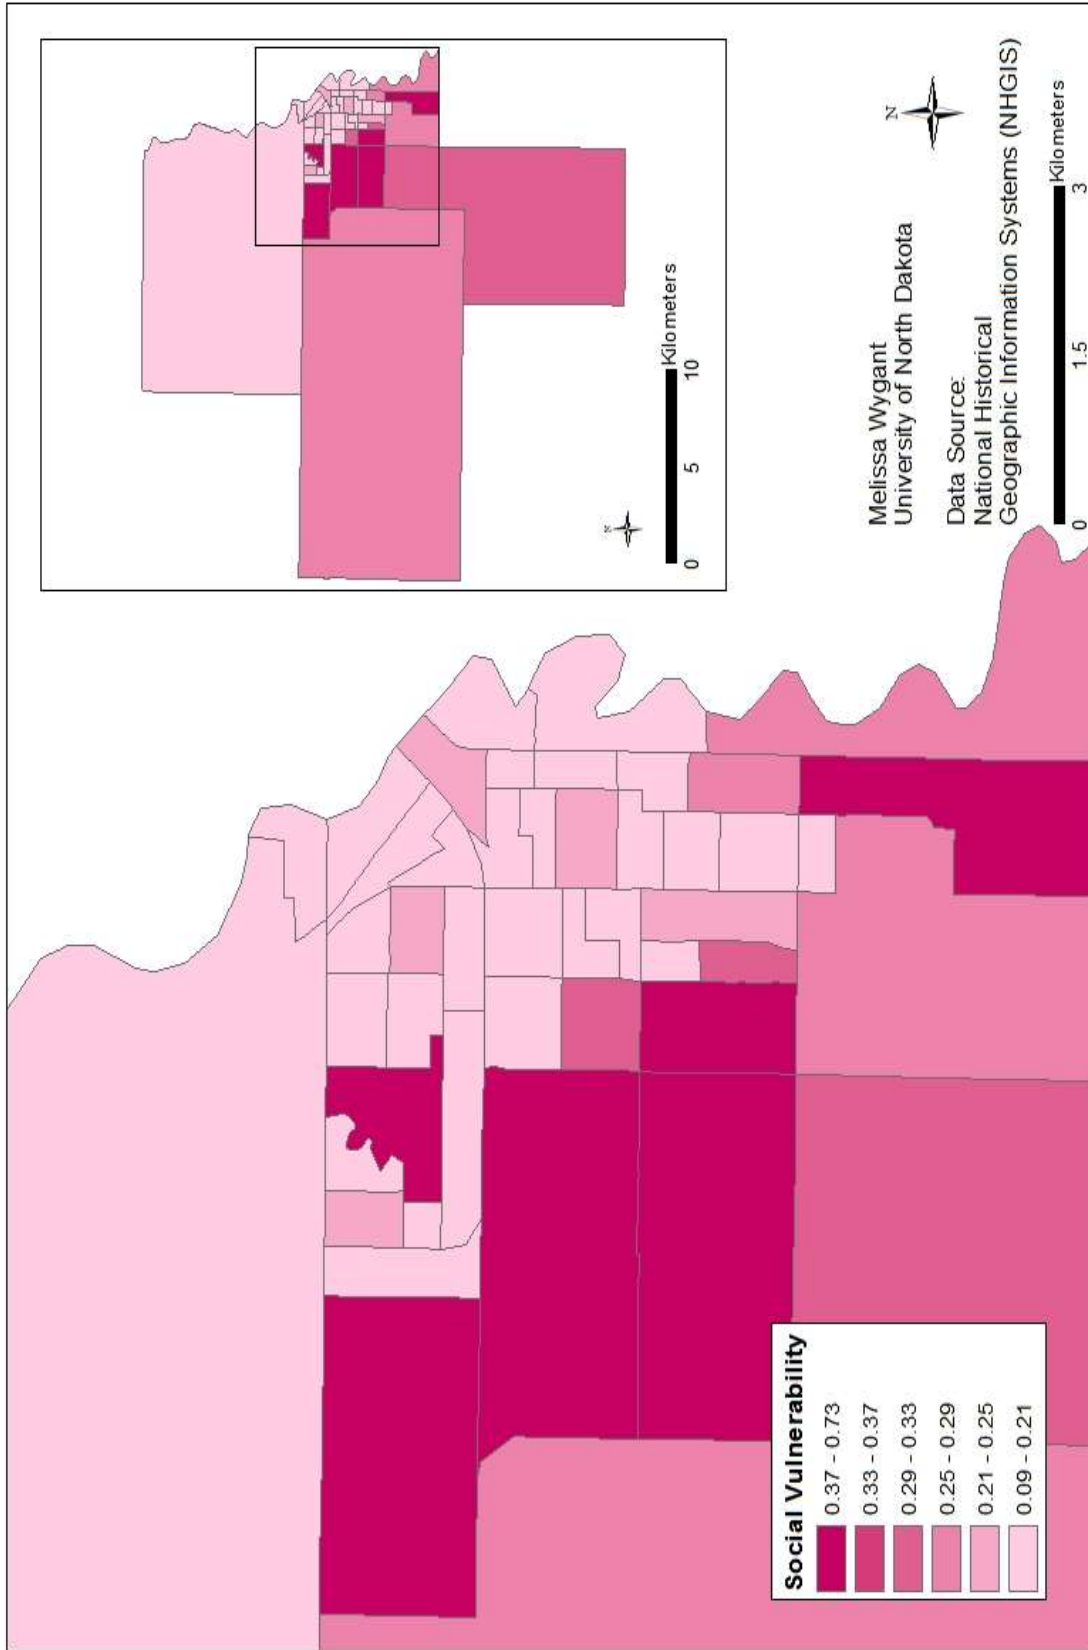 N
0
5
10
Kilometers
Melissa Wygant
University of North Dakota
Data Source:
National Historical
Geographic Information Systems (NHGIS)
N
0
1.5
3
Kilometers
Social Vulnerability
0.37 - 0.73
0.33 - 0.37
0.29 - 0.33
0.25 - 0.29
0.21 - 0.25
0.09 - 0.21